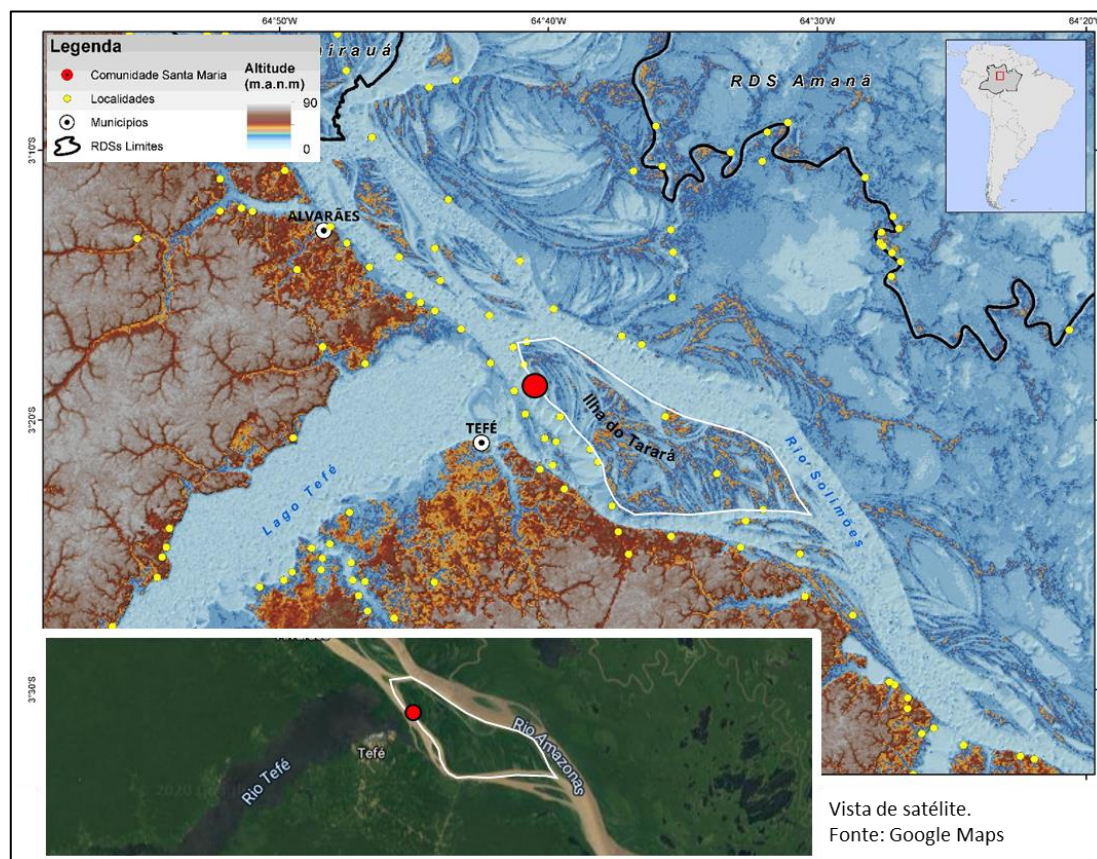 64°50'W
64°40'W
64°30'W
64°20'W
Legenda
Comunidade Santa Maria
Localidades
Municipios
RDSs Limites
Altitude
(m.a.n.m)
90
0
RDS Amanã
3°10'S
ALVARÃES
3°20'S
TEFÉ
Ilha do Tarará
Rio Solimões
Lago Tefé
3°30'S
Rio Tefé
Tefé
Rio Amazonas
Vista de satélite.
Fonte: Google Maps